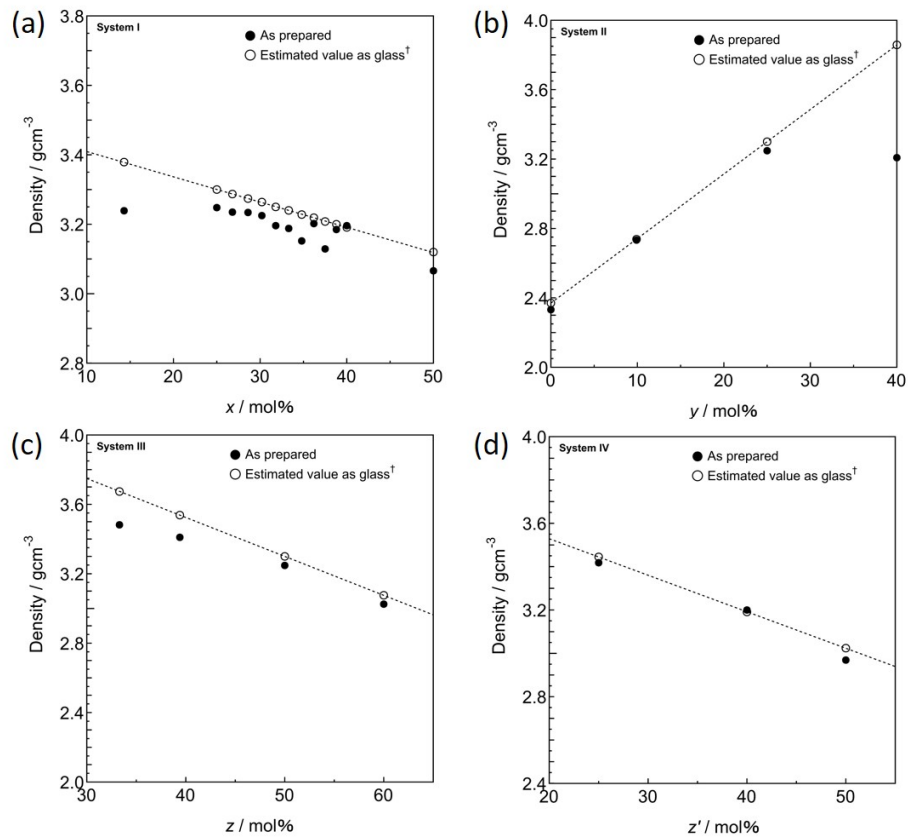 (a)
System I
As prepared
Estimated value as glass†
Density / gcm-3
3.8
3.6
3.4
3.2
3.0
2.8
10
20
30
40
50
x / mol%
(b)
System II
As prepared
Estimated value as glass†
Density / gcm-3
4.0
3.6
3.2
2.8
2.4
2.0
0
10
20
30
40
y / mol%
(c)
System III
As prepared
Estimated value as glass†
Density / gcm-3
4.0
3.6
3.2
2.8
2.4
2.0
30
40
50
60
z / mol%
(d)
System IV
As prepared
Estimated value as glass†
Density / gcm-3
4.0
3.6
3.2
2.8
2.4
20
30
40
50
z' / mol%